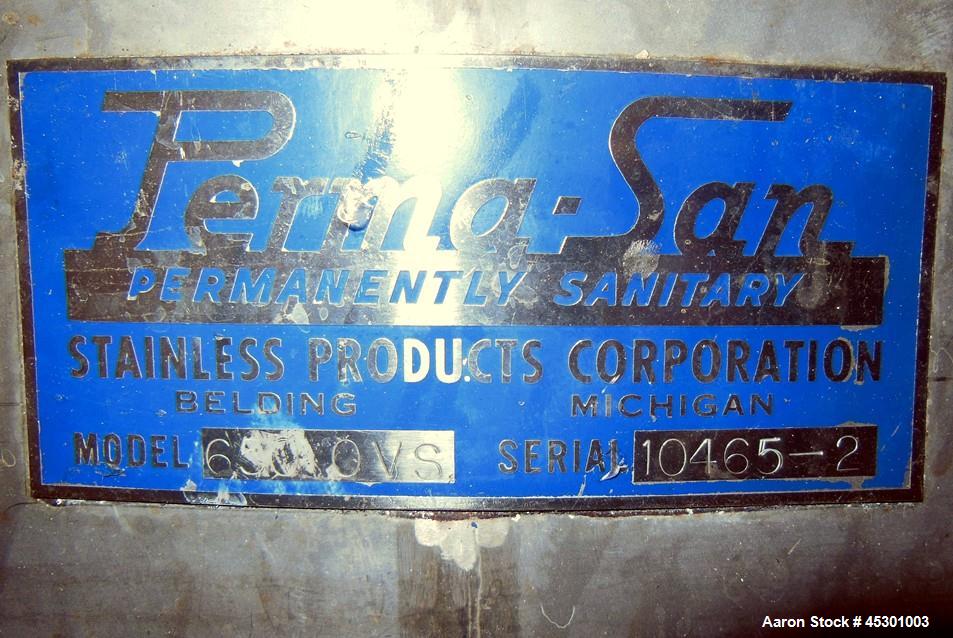 Perma-San
PERMANENTLY SANITARY
STAINLESS PRODUCTS CORPORATION
BELDING MICHIGAN
MODEL SERIAL 10465-2
Aaron Stock # 45301003